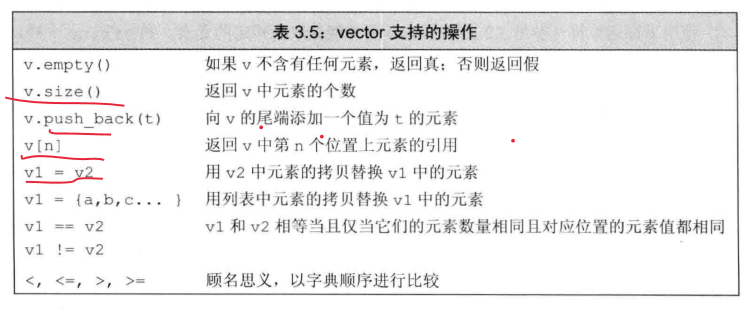 表 3.5：vector 支持的操作
v.empty() 如果 v 不含有任何元素，返回真；否则返回假
v.size() 返回 v 中元素的个数
v.push_back(t) 向 v 的尾端添加一个值为 t 的元素
v[n] 返回 v 中第 n 个位置上元素的引用
v1 = v2 用 v2 中元素的拷贝替换 v1 中的元素
v1 = {a,b,c... } 用列表中元素的拷贝替换 v1 中的元素
v1 == v2 v1 和 v2 相等当且仅当它们的元素数量相同且对应位置的元素值都相同
v1 != v2
<, <=, >, >= 顾名思义，以字典顺序进行比较